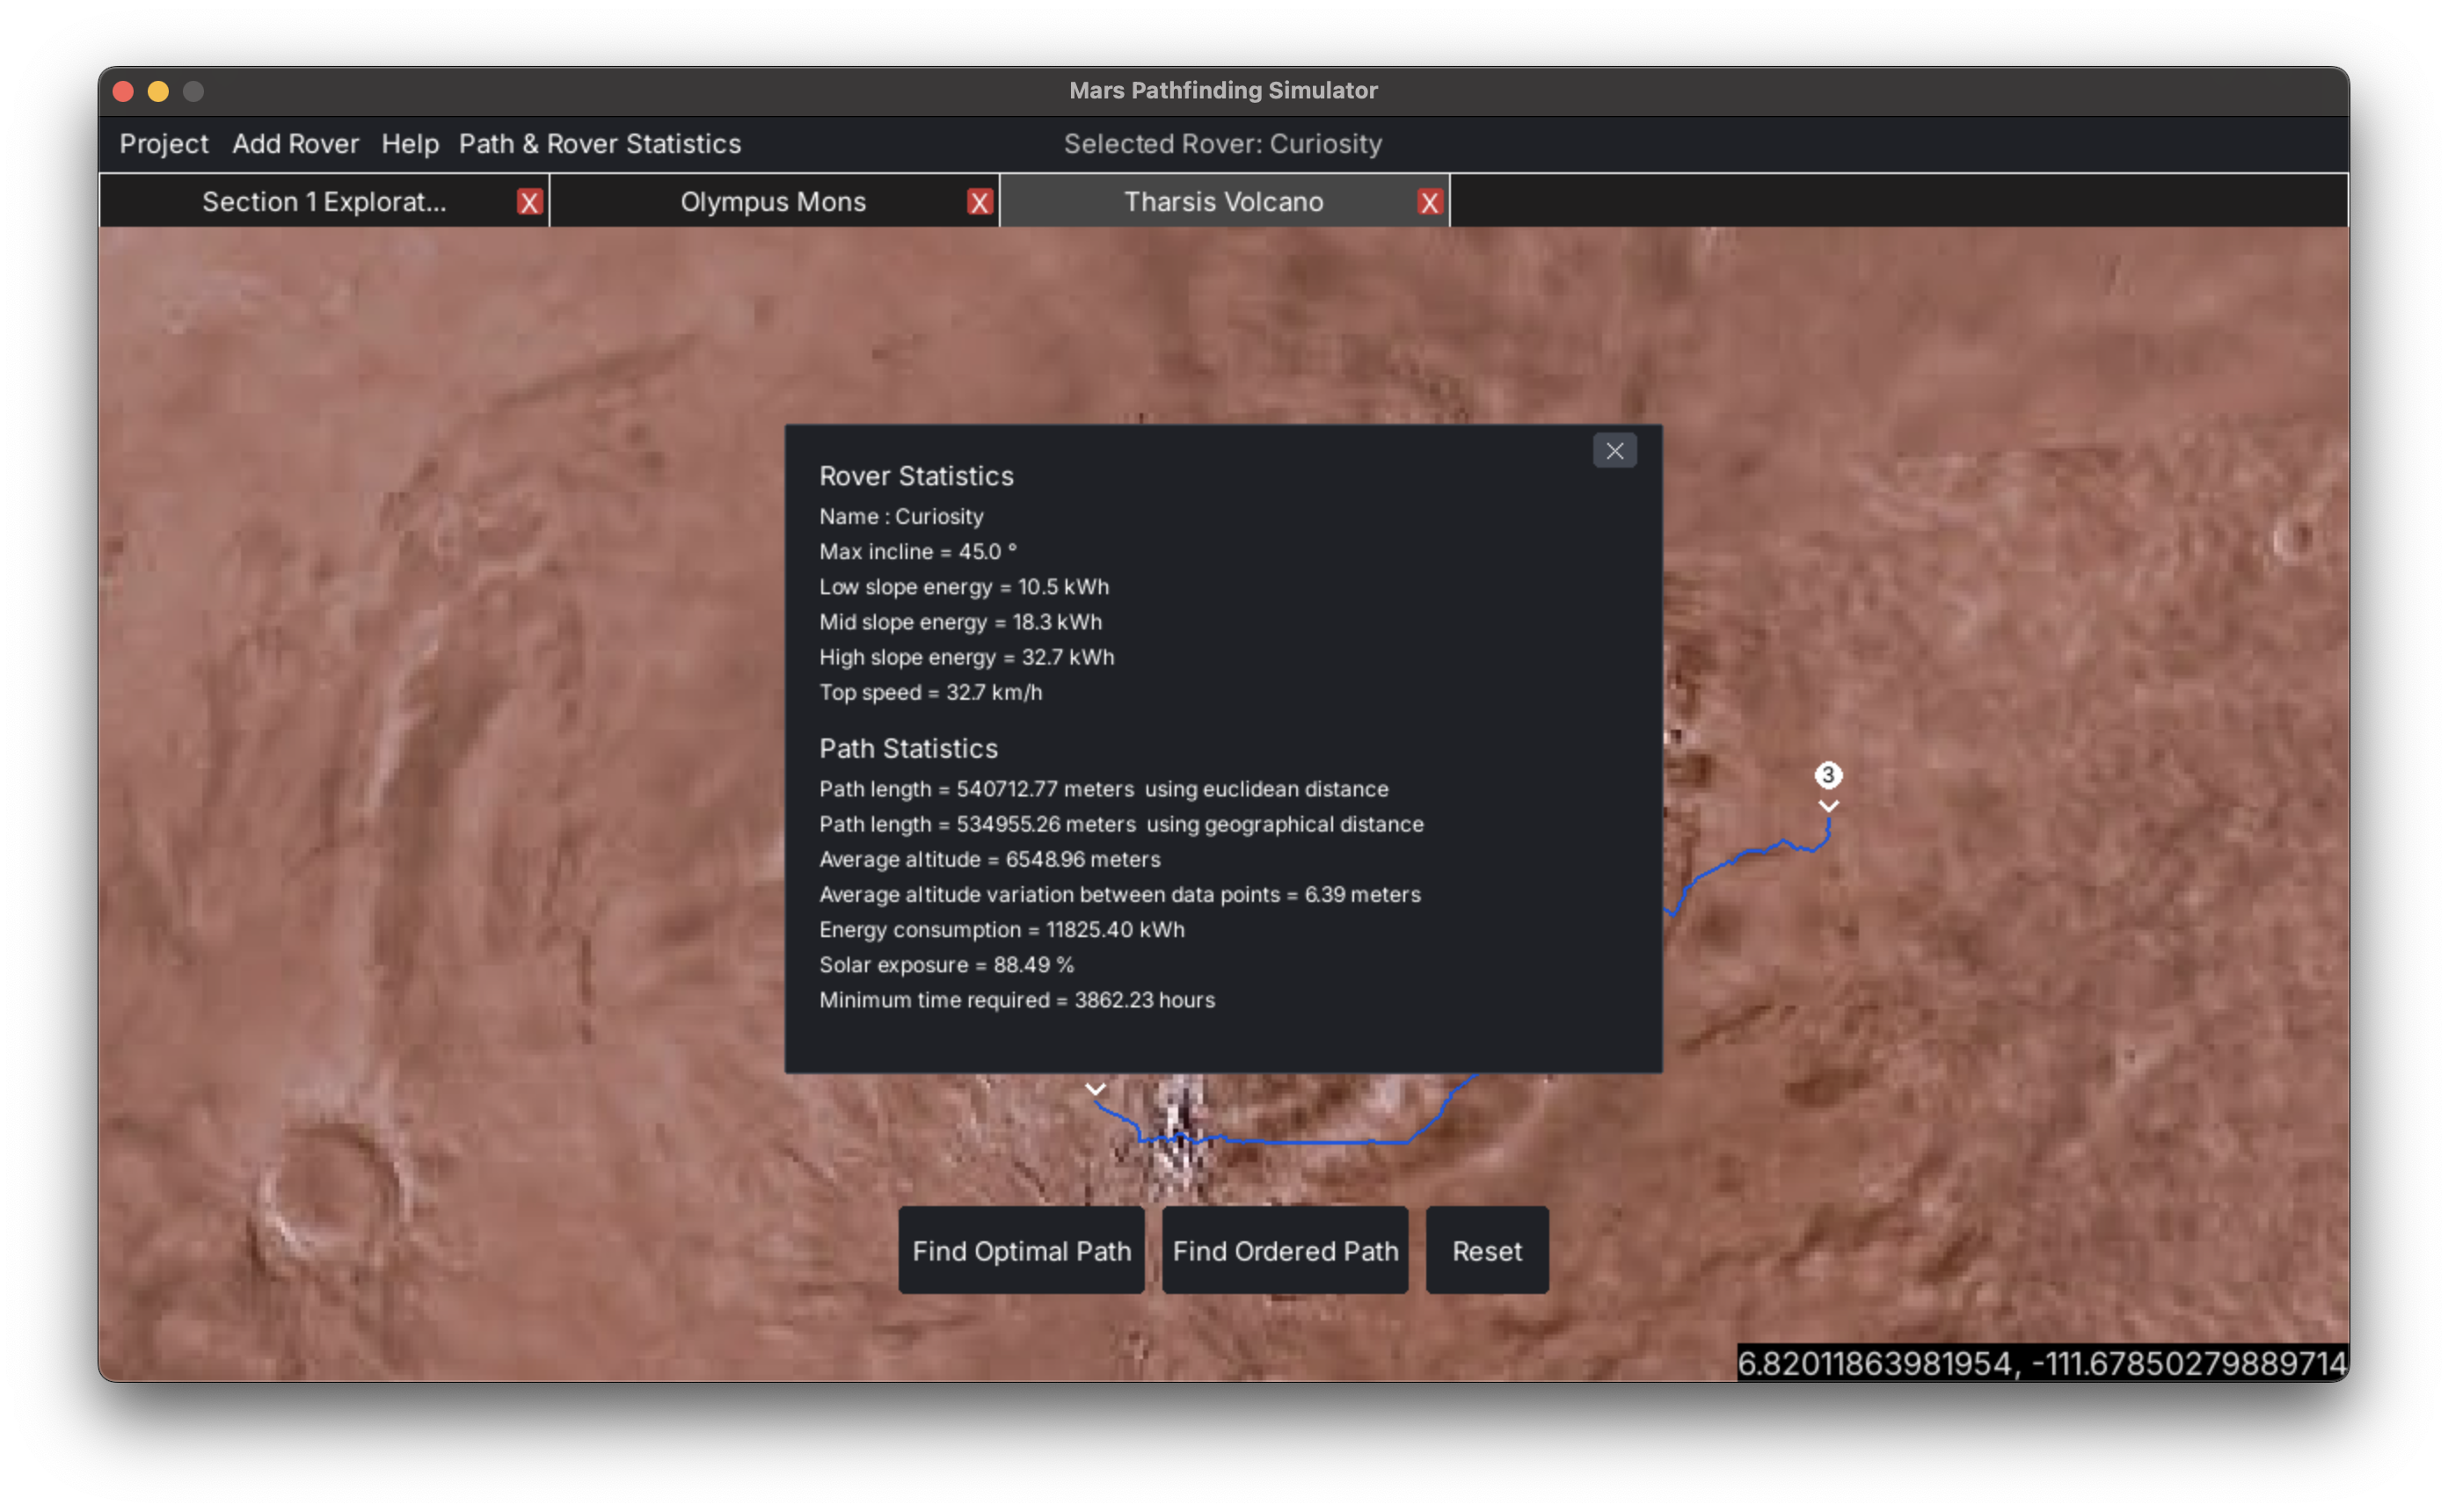 Mars Pathfinding Simulator
Project Add Rover Help Path & Rover Statistics Selected Rover: Curiosity
Section 1 Explorat... X Olympus Mons X Tharsis Volcano X
Rover Statistics
Name : Curiosity
Max incline = 45.0 °
Low slope energy = 10.5 kWh
Mid slope energy = 18.3 kWh
High slope energy = 32.7 kWh
Top speed = 32.7 km/h
Path Statistics
Path length = 540712.77 meters  using euclidean distance
Path length = 534955.26 meters  using geographical distance
Average altitude = 6548.96 meters
Average altitude variation between data points = 6.39 meters
Energy consumption = 11825.40 kWh
Solar exposure = 88.49 %
Minimum time required = 3862.23 hours
3
Find Optimal Path Find Ordered Path Reset
6.82011863981954, -111.67850279889714